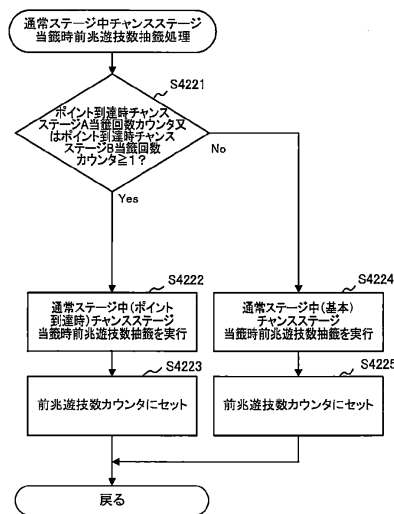 通常ステージ中チャンスステージ
当籤時前兆遊技数抽籤処理
S4221
ポイント到達時チャンス
ステージA当籤回数カウンタ又
はポイント到達時チャンス
ステージB当籤回数
カウンタ≧1?
No
Yes
S4222
通常ステージ中(ポイント
到達時)チャンスステージ
当籤時前兆遊技数抽籤を実行
S4224
通常ステージ中(基本)
チャンスステージ
当籤時前兆遊技数抽籤を実行
S4223
前兆遊技数カウンタにセット
S4225
前兆遊技数カウンタにセット
戻る